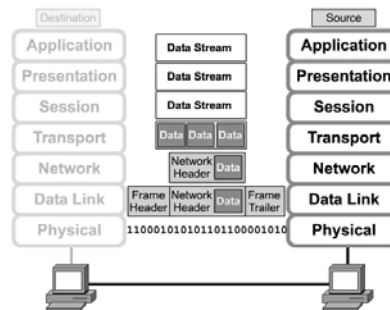 Destination
Source
Application
Data Stream
Application
Presentation
Data Stream
Presentation
Session
Data Stream
Session
Transport
Data Data Data
Transport
Network
Network
Header
Data
Network
Data Link
Frame
Header
Network
Header
Data
Frame
Trailer
Data Link
Physical
1100010101011011000001010
Physical